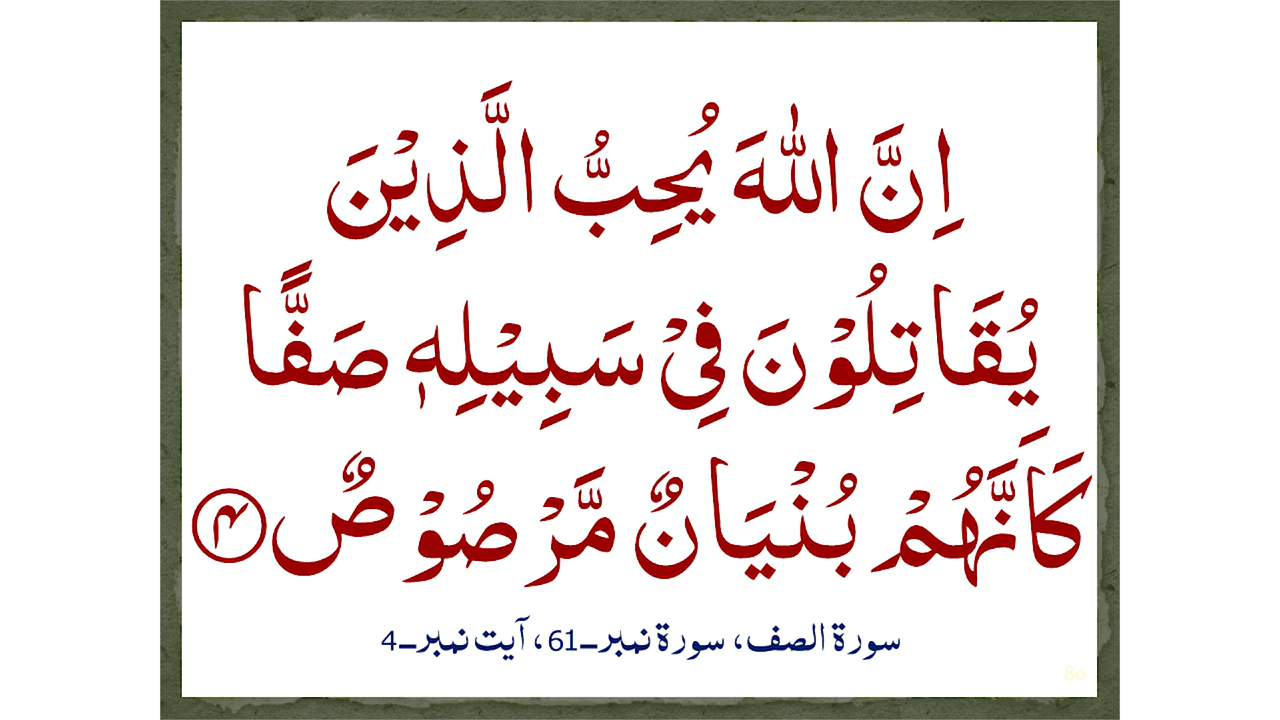 اِنَّ اللّٰهَ يُحِبُّ الَّذِيْنَ
يُقَاتِلُوْنَ فِیْ سَبِيْلِهٖ صَفًّا
كَاَنَّهُمْ بُنْيَانٌ مَّرْصُوْصٌ ﴿۴﴾
سورۃ الصف، سورۃ نمبر۔61، آیت نمبر۔4
80